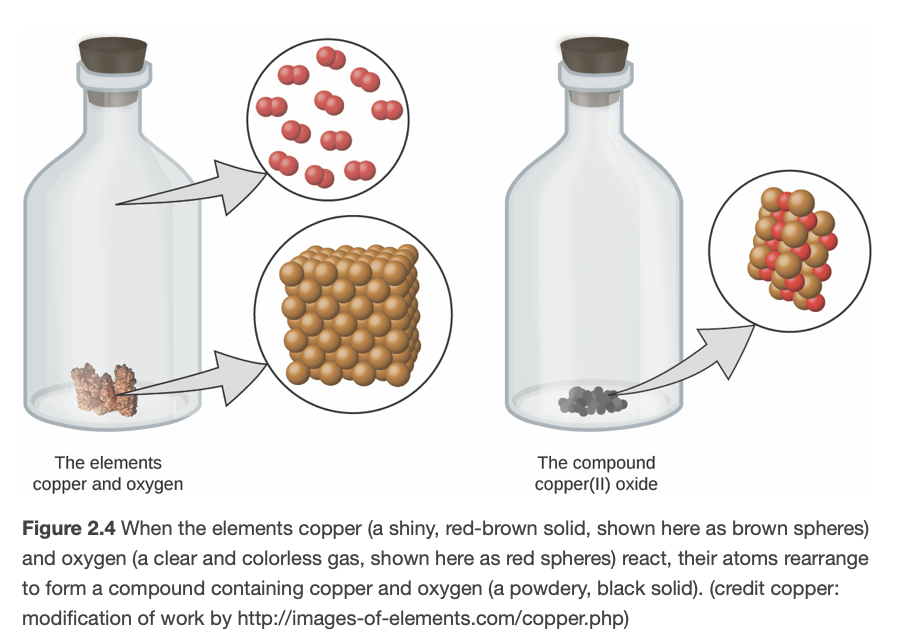 The elements
copper and oxygen
The compound
copper(II) oxide
Figure 2.4 When the elements copper (a shiny, red-brown solid, shown here as brown spheres)
and oxygen (a clear and colorless gas, shown here as red spheres) react, their atoms rearrange
to form a compound containing copper and oxygen (a powdery, black solid). (credit copper:
modification of work by http://images-of-elements.com/copper.php)